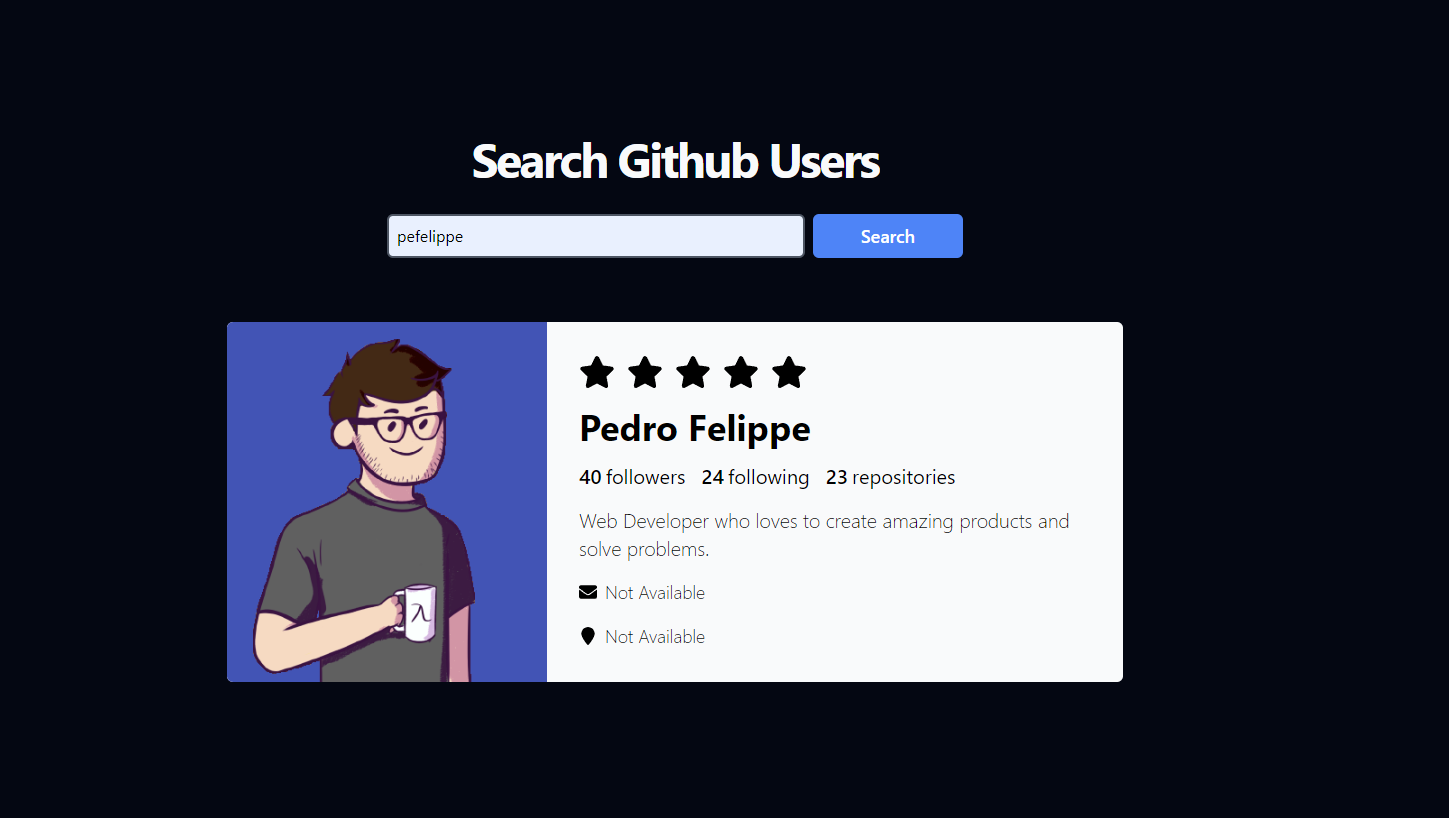 Search Github Users
pefelippe
Search
Pedro Felippe
40 followers 24 following 23 repositories
Web Developer who loves to create amazing products and
solve problems.
Not Available
Not Available
λ